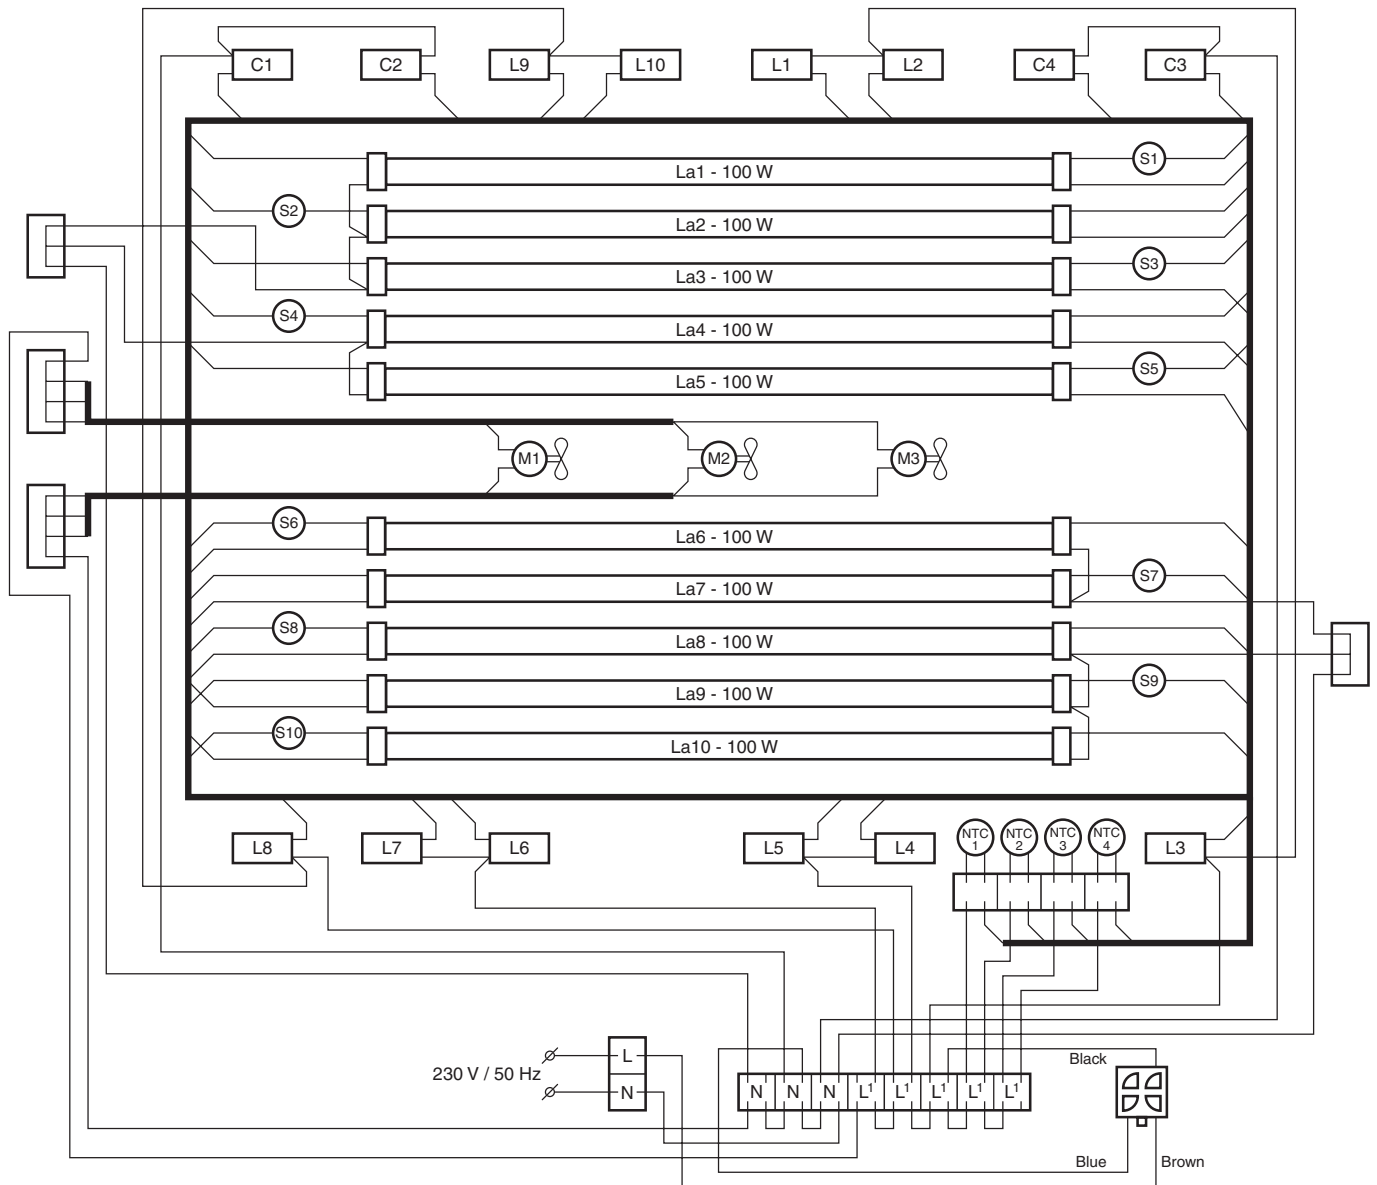 C1 C2 L9 L10 L1 L2 C4 C3
La1 - 100 W S1
S2 La2 - 100 W
La3 - 100 W S3
S4 La4 - 100 W
La5 - 100 W S5
M1 M2 M3
S6 La6 - 100 W
La7 - 100 W S7
S8 La8 - 100 W
La9 - 100 W S9
S10 La10 - 100 W
L8 L7 L6 L5 L4 NTC 1 NTC 2 NTC 3 NTC 4 L3
230 V / 50 Hz
L
N
N N N L¹ L¹ L¹ L¹ L¹
Black
Blue
Brown